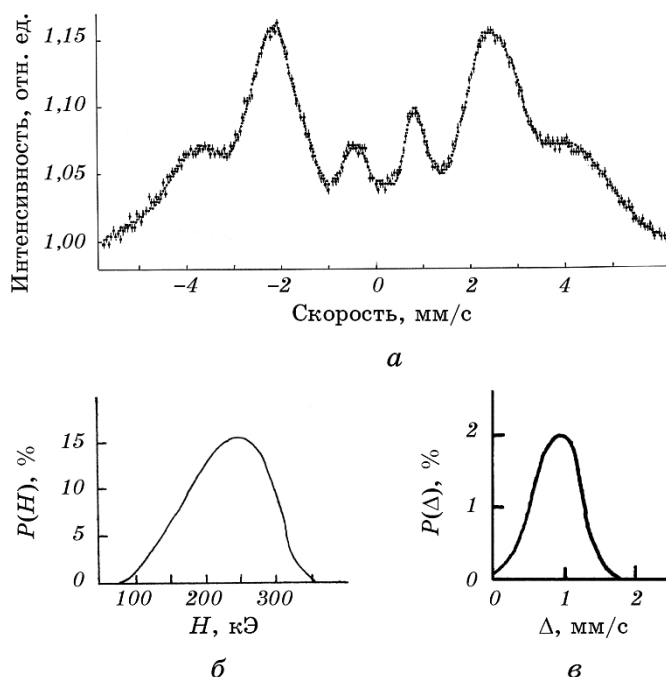 Интенсивность, отн. ед.
1,15
1,10
1,05
1,00
−4 −2 0 2 4
Скорость, мм/с
а
P(H), %
15
10
5
0
100 200 300
H, кЭ
б
P(Δ), %
2
1
0
0 1 2
Δ, мм/с
в